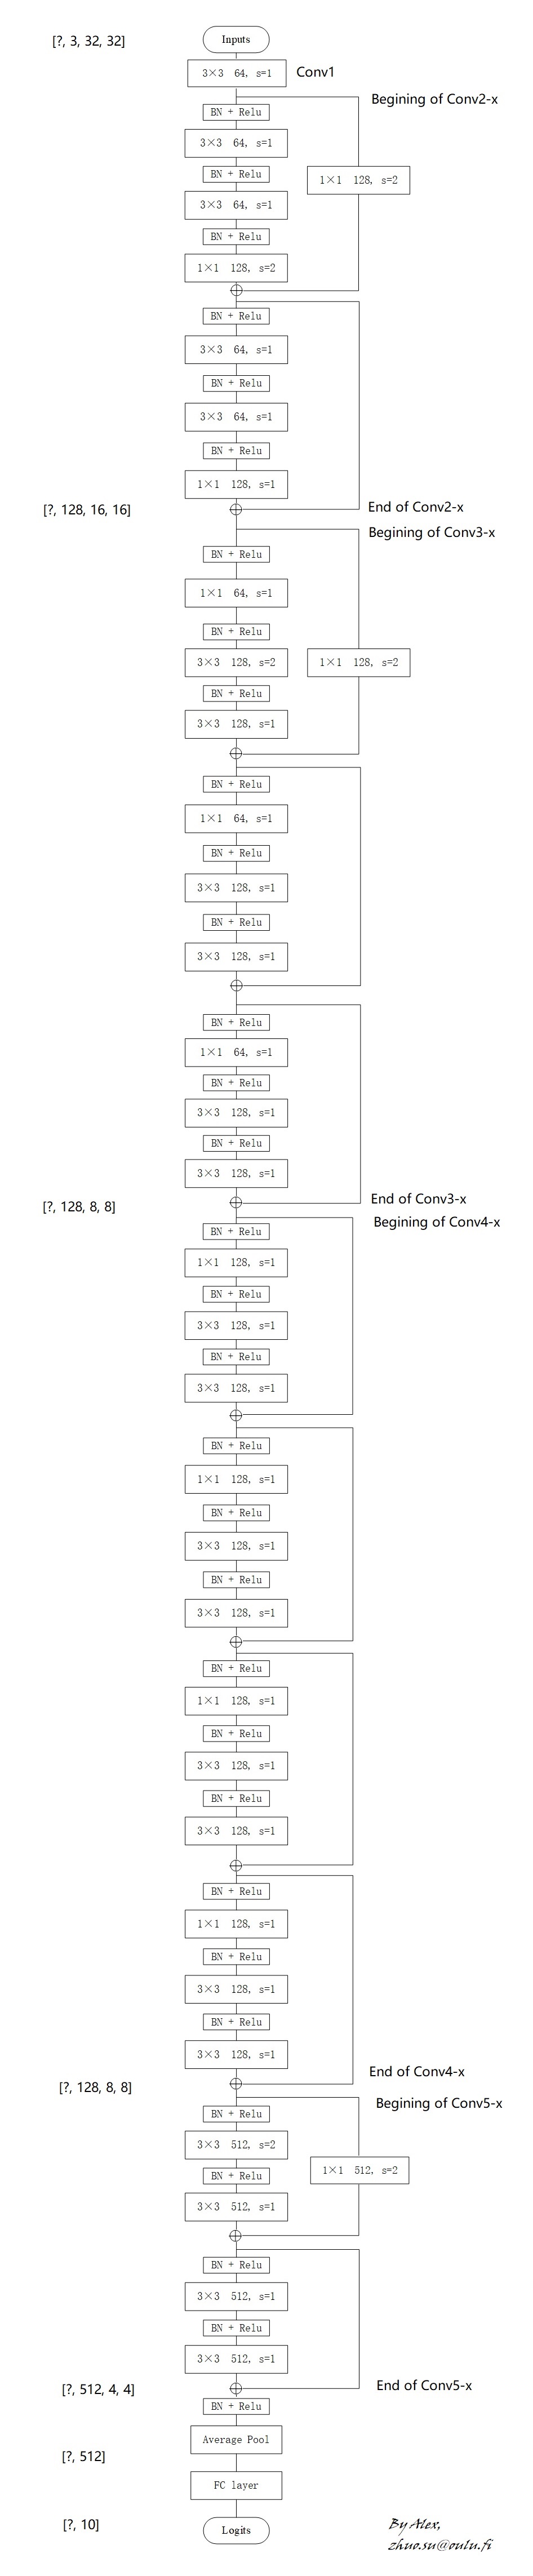 [?, 3, 32, 32]
Inputs
3×3 64, s=1
Conv1
Begining of Conv2-x
BN + Relu
3×3 64, s=1
BN + Relu
1×1 128, s=2
3×3 64, s=1
BN + Relu
1×1 128, s=2
BN + Relu
3×3 64, s=1
BN + Relu
3×3 64, s=1
BN + Relu
1×1 128, s=1
[?, 128, 16, 16]
End of Conv2-x
Begining of Conv3-x
BN + Relu
1×1 64, s=1
BN + Relu
3×3 128, s=2
1×1 128, s=2
BN + Relu
3×3 128, s=1
BN + Relu
1×1 64, s=1
BN + Relu
3×3 128, s=1
BN + Relu
3×3 128, s=1
BN + Relu
1×1 64, s=1
BN + Relu
3×3 128, s=1
BN + Relu
3×3 128, s=1
End of Conv3-x
[?, 128, 8, 8]
Begining of Conv4-x
BN + Relu
1×1 128, s=1
BN + Relu
3×3 128, s=1
BN + Relu
3×3 128, s=1
BN + Relu
1×1 128, s=1
BN + Relu
3×3 128, s=1
BN + Relu
3×3 128, s=1
BN + Relu
1×1 128, s=1
BN + Relu
3×3 128, s=1
BN + Relu
3×3 128, s=1
BN + Relu
1×1 128, s=1
BN + Relu
3×3 128, s=1
BN + Relu
3×3 128, s=1
End of Conv4-x
[?, 128, 8, 8]
Begining of Conv5-x
BN + Relu
3×3 512, s=2
1×1 512, s=2
BN + Relu
3×3 512, s=1
BN + Relu
3×3 512, s=1
BN + Relu
3×3 512, s=1
End of Conv5-x
[?, 512, 4, 4]
BN + Relu
Average Pool
[?, 512]
FC layer
[?, 10]
Logits
By Alex,
zhuo.su@oulu.fi